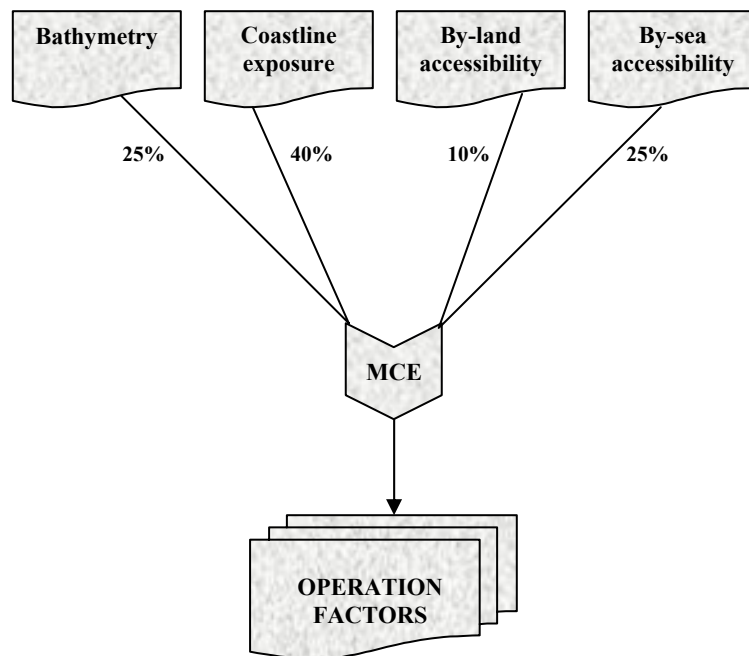 Bathymetry
Coastline
exposure
By-land
accessibility
By-sea
accessibility
25%
40%
10%
25%
MCE
OPERATION
FACTORS